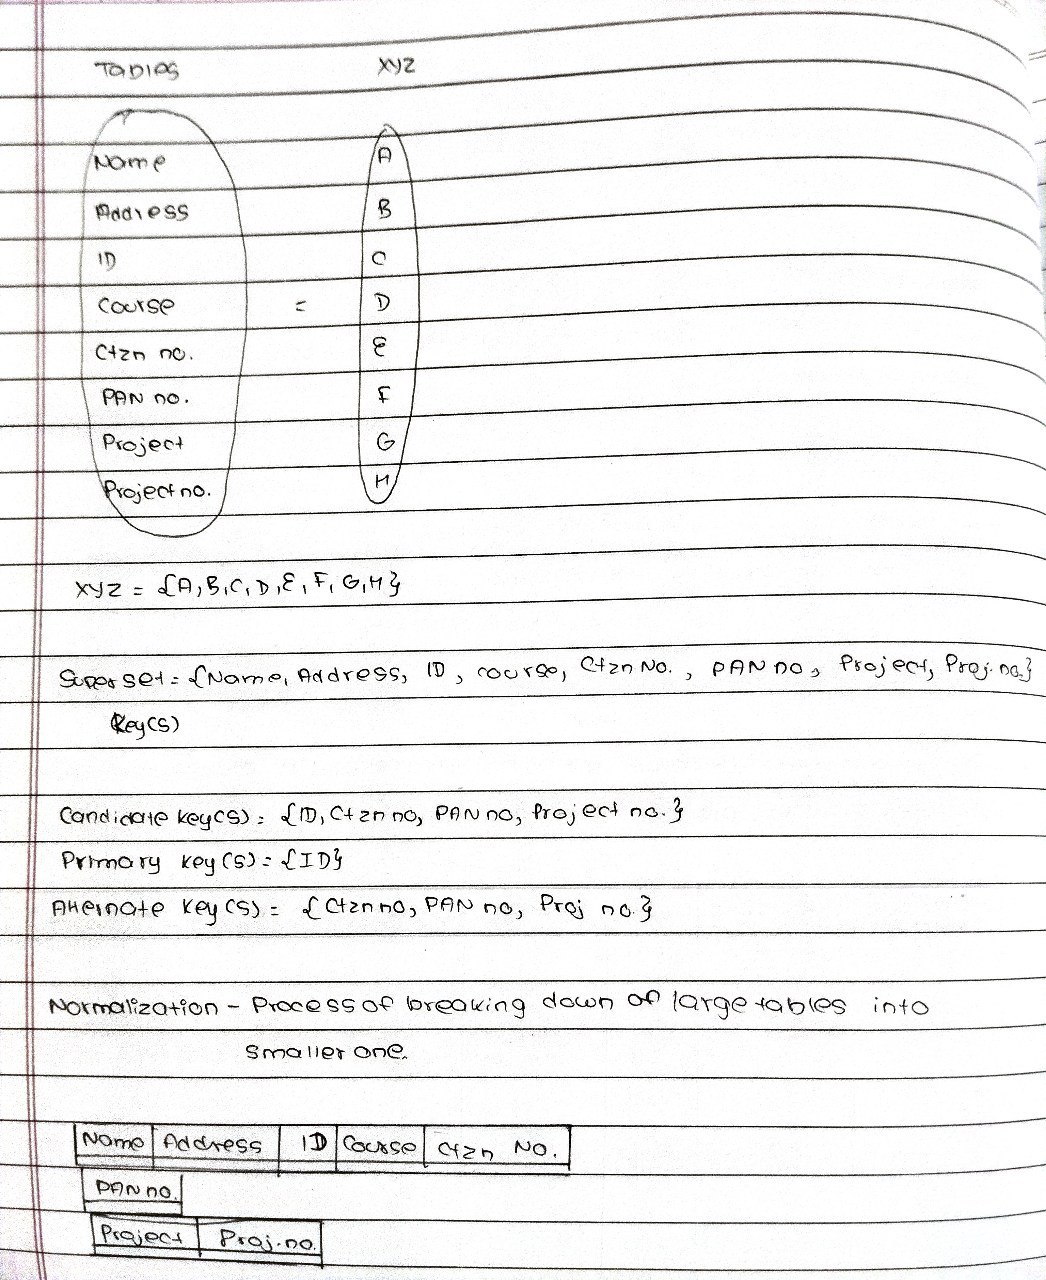 Tables XYZ
Name A
Address B
ID C
Course = D
Ctzn no. E
PAN no. F
Project G
Project no. H
XYZ = {A,B,C,D,E,F,G,H}
Superset = {Name, Address, ID, course, Ctzn No., PAN no, Project, Proj. no.}
Key(s)
Candidate key(s) = {ID, Ctzn no, PAN no, Project no.}
Primary key(s) = {ID}
Alternate key(s) = {Ctzn no, PAN no, Proj no.}
Normalization - Process of breaking down of large tables into
smaller one.
Name Address ID Course Ctzn No.
PAN no.
Project Proj. no.